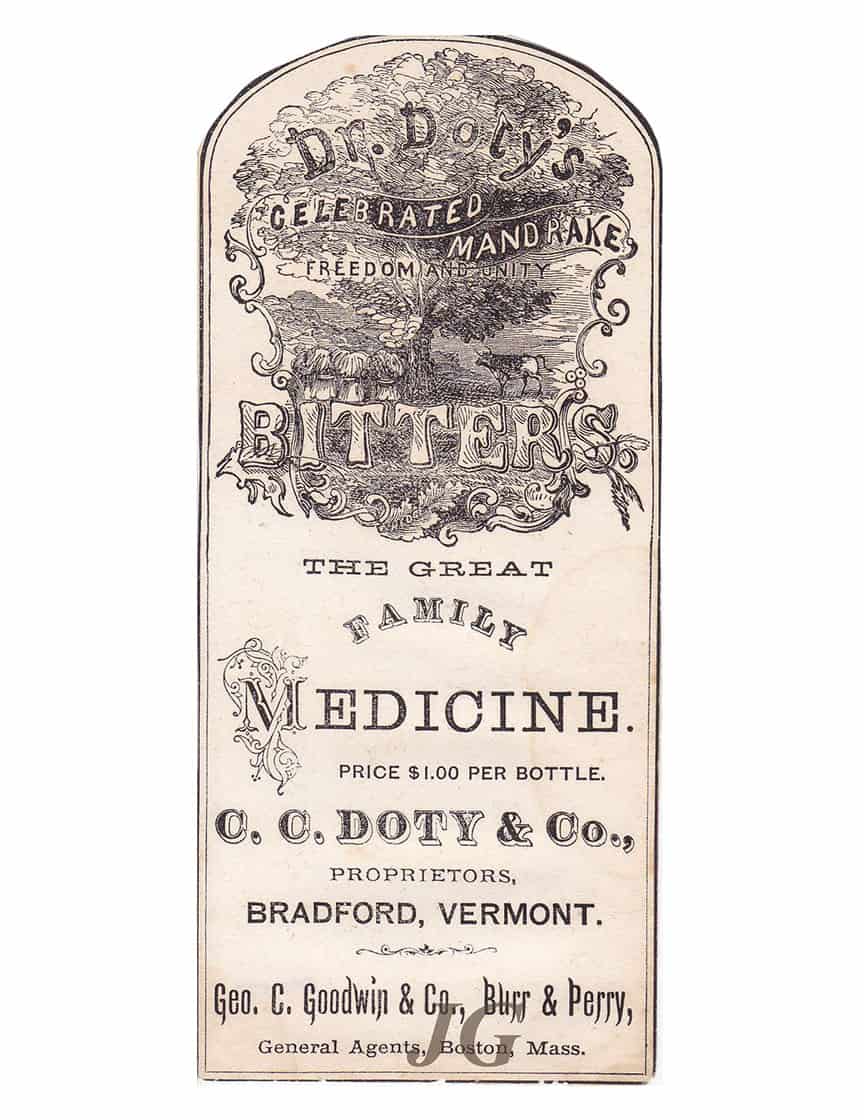 Dr. Doty's
CELEBRATED
MANDRAKE
FREEDOM AND UNITY
BITTERS.
THE GREAT
FAMILY
MEDICINE.
PRICE $1.00 PER BOTTLE.
C. C. DOTY & Co.,
PROPRIETORS,
BRADFORD, VERMONT.
Geo. C. Goodwin & Co., Burr & Perry,
General Agents, Boston, Mass.
JG